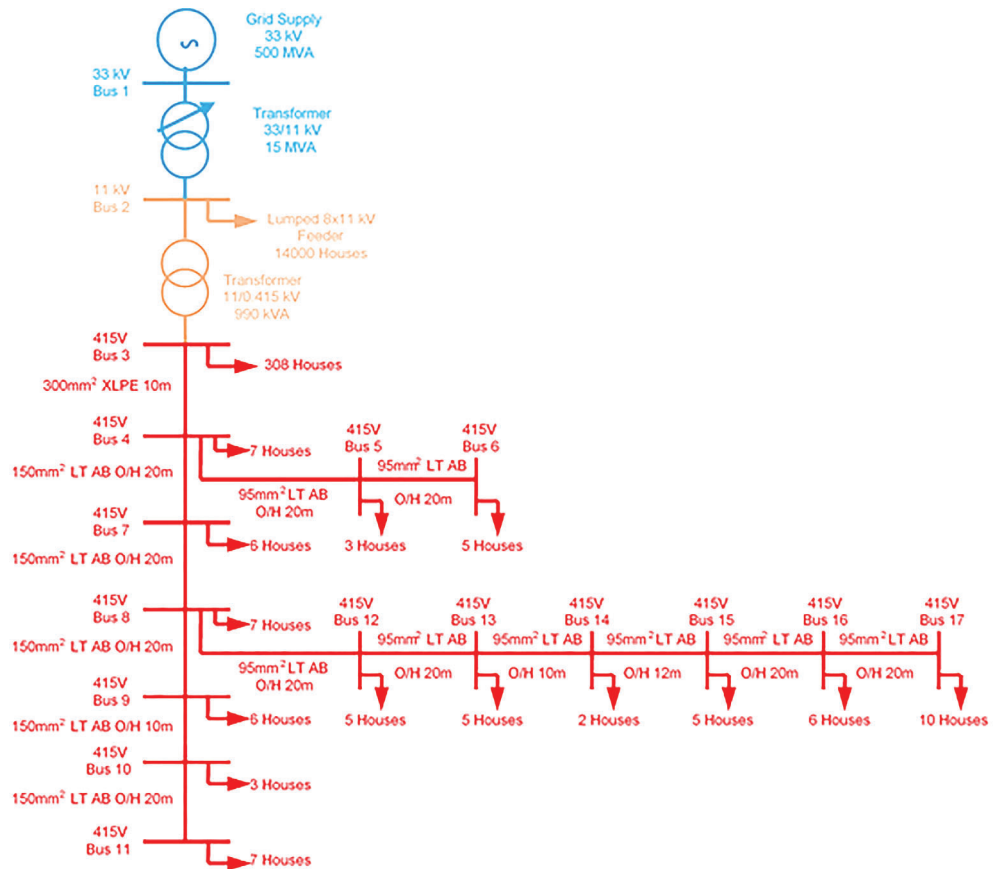 Grid Supply
33 kV
500 MVA
33 kV
Bus 1
Transformer
33/11 kV
15 MVA
11 kV
Bus 2
Lumped 8x11 kV
Feeder
14000 Houses
Transformer
11/0.415 kV
990 kVA
415V
Bus 3
308 Houses
300mm² XLPE 10m
415V
Bus 4
7 Houses
415V
Bus 5
415V
Bus 6
150mm² LT AB O/H 20m
95mm² LT AB
O/H 20m
95mm² LT AB
O/H 20m
3 Houses
5 Houses
415V
Bus 7
6 Houses
150mm² LT AB O/H 20m
415V
Bus 8
7 Houses
415V
Bus 12
415V
Bus 13
415V
Bus 14
415V
Bus 15
415V
Bus 16
415V
Bus 17
150mm² LT AB O/H 20m
95mm² LT AB
O/H 20m
95mm² LT AB
O/H 20m
95mm² LT AB
O/H 10m
95mm² LT AB
O/H 12m
95mm² LT AB
O/H 20m
95mm² LT AB
O/H 20m
5 Houses
5 Houses
2 Houses
5 Houses
6 Houses
10 Houses
415V
Bus 9
6 Houses
150mm² LT AB O/H 10m
415V
Bus 10
3 Houses
150mm² LT AB O/H 20m
415V
Bus 11
7 Houses